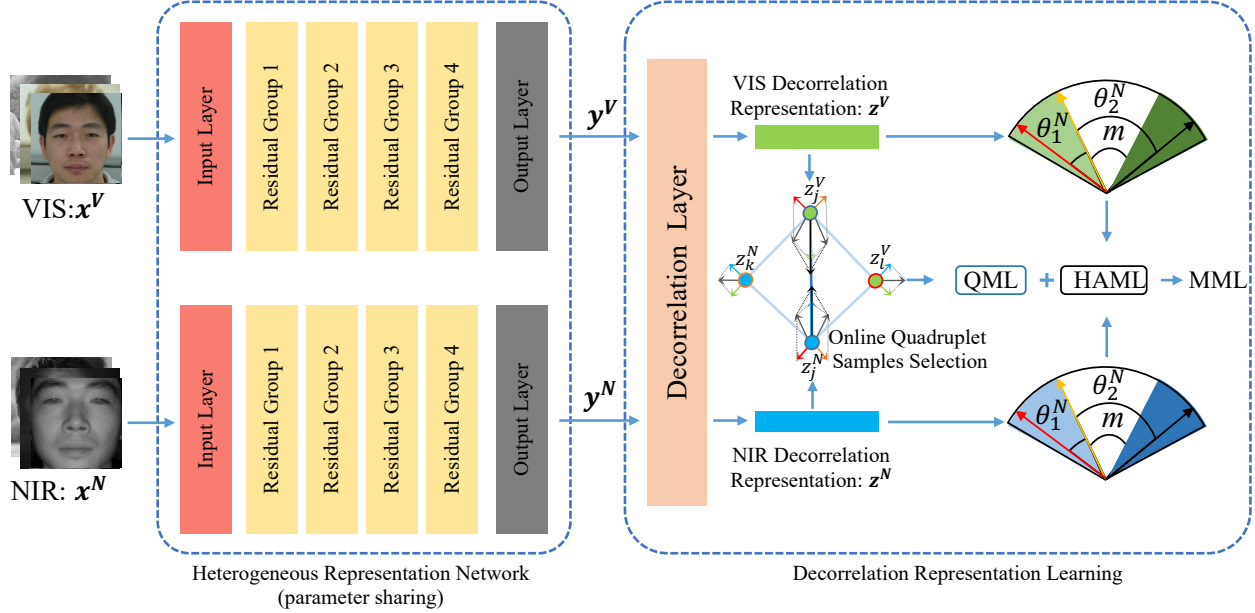 VIS: x^V
Input Layer
Residual Group 1
Residual Group 2
Residual Group 3
Residual Group 4
Output Layer
y^V
NIR: x^N
Input Layer
Residual Group 1
Residual Group 2
Residual Group 3
Residual Group 4
Output Layer
y^N
Heterogeneous Representation Network
(parameter sharing)
Decorrelation Layer
VIS Decorrelation
Representation: z^V
z_j^V
z_k^N
z_l^V
z_j^N
Online Quadruplet
Samples Selection
NIR Decorrelation
Representation: z^N
θ_1^N
θ_2^N
m
QML + HAML
MML
θ_1^N
θ_2^N
m
Decorrelation Representation Learning